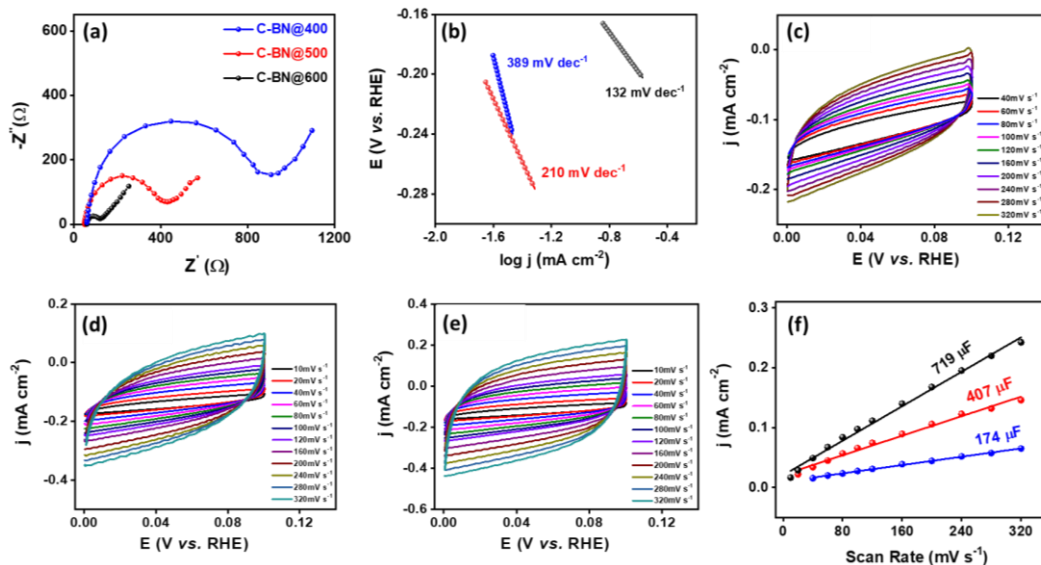 (a)
C-BN@400
C-BN@500
C-BN@600
-Z'' (Ω)
600
400
200
0
0 400 800 1200
Z' (Ω)
(b)
389 mV dec⁻¹
132 mV dec⁻¹
210 mV dec⁻¹
E (V vs. RHE)
-0.16
-0.20
-0.24
-0.28
-2.0 -1.6 -1.2 -0.8 -0.4
log j (mA cm⁻²)
(c)
j (mA cm⁻²)
0.0
-0.1
-0.2
0.00 0.04 0.08 0.12
E (V vs. RHE)
40mV s⁻¹
60mV s⁻¹
80mV s⁻¹
100mV s⁻¹
120mV s⁻¹
160mV s⁻¹
200mV s⁻¹
240mV s⁻¹
280mV s⁻¹
320mV s⁻¹
(d)
j (mA cm⁻²)
0.2
0.0
-0.2
-0.4
0.00 0.04 0.08 0.12
E (V vs. RHE)
10mV s⁻¹
20mV s⁻¹
40mV s⁻¹
60mV s⁻¹
80mV s⁻¹
100mV s⁻¹
120mV s⁻¹
160mV s⁻¹
200mV s⁻¹
240mV s⁻¹
280mV s⁻¹
320mV s⁻¹
(e)
j (mA cm⁻²)
0.4
0.2
0.0
-0.2
-0.4
-0.6
0.00 0.04 0.08 0.12
E (V vs. RHE)
10mV s⁻¹
20mV s⁻¹
40mV s⁻¹
60mV s⁻¹
80mV s⁻¹
100mV s⁻¹
120mV s⁻¹
160mV s⁻¹
200mV s⁻¹
240mV s⁻¹
280mV s⁻¹
320mV s⁻¹
(f)
719 µF
407 µF
174 µF
j (mA cm⁻²)
0.3
0.2
0.1
0.0
0 80 160 240 320
Scan Rate (mV s⁻¹)